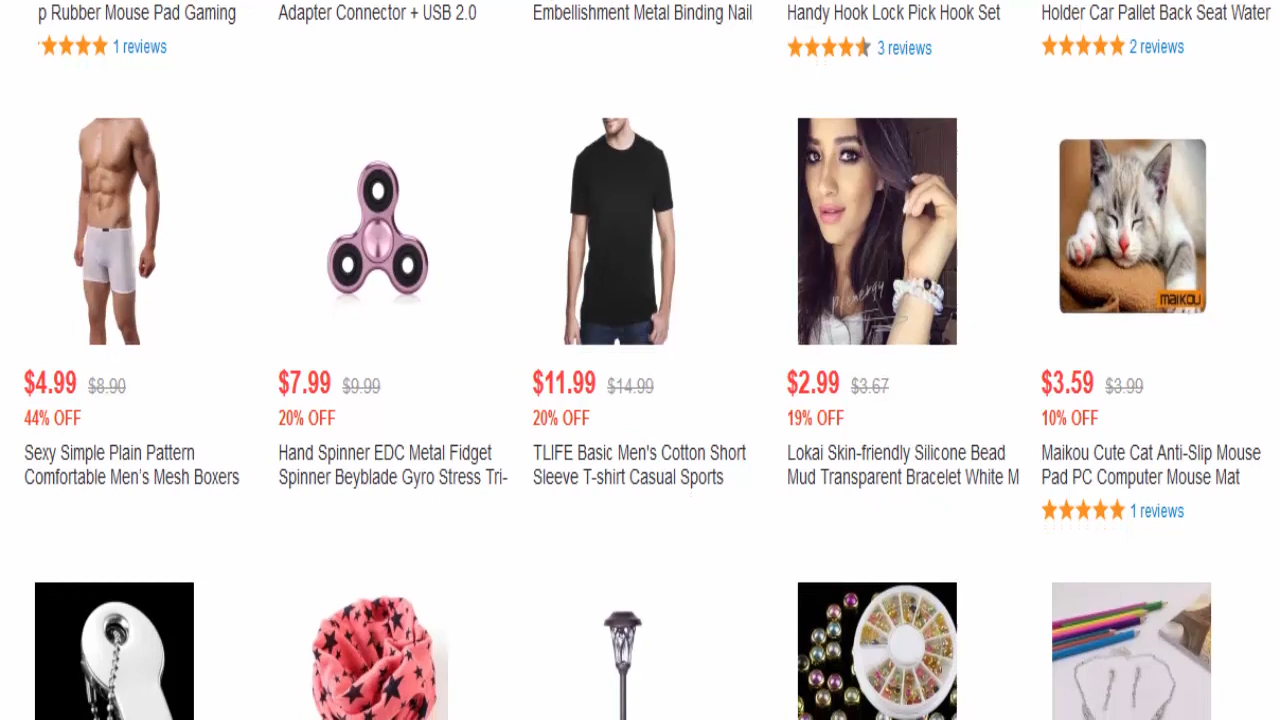 p Rubber Mouse Pad Gaming
Adapter Connector + USB 2.0
Embellishment Metal Binding Nail
Handy Hook Lock Pick Hook Set
Holder Car Pallet Back Seat Water
1 reviews
3 reviews
2 reviews
maikou
$4.99 $8.90
44% OFF
Sexy Simple Plain Pattern
Comfortable Men's Mesh Boxers
$7.99 $9.99
20% OFF
Hand Spinner EDC Metal Fidget
Spinner Beyblade Gyro Stress Tri-
$11.99 $14.99
20% OFF
TLIFE Basic Men's Cotton Short
Sleeve T-shirt Casual Sports
$2.99 $3.67
19% OFF
Lokai Skin-friendly Silicone Bead
Mud Transparent Bracelet White M
$3.59 $3.99
10% OFF
Maikou Cute Cat Anti-Slip Mouse
Pad PC Computer Mouse Mat
1 reviews